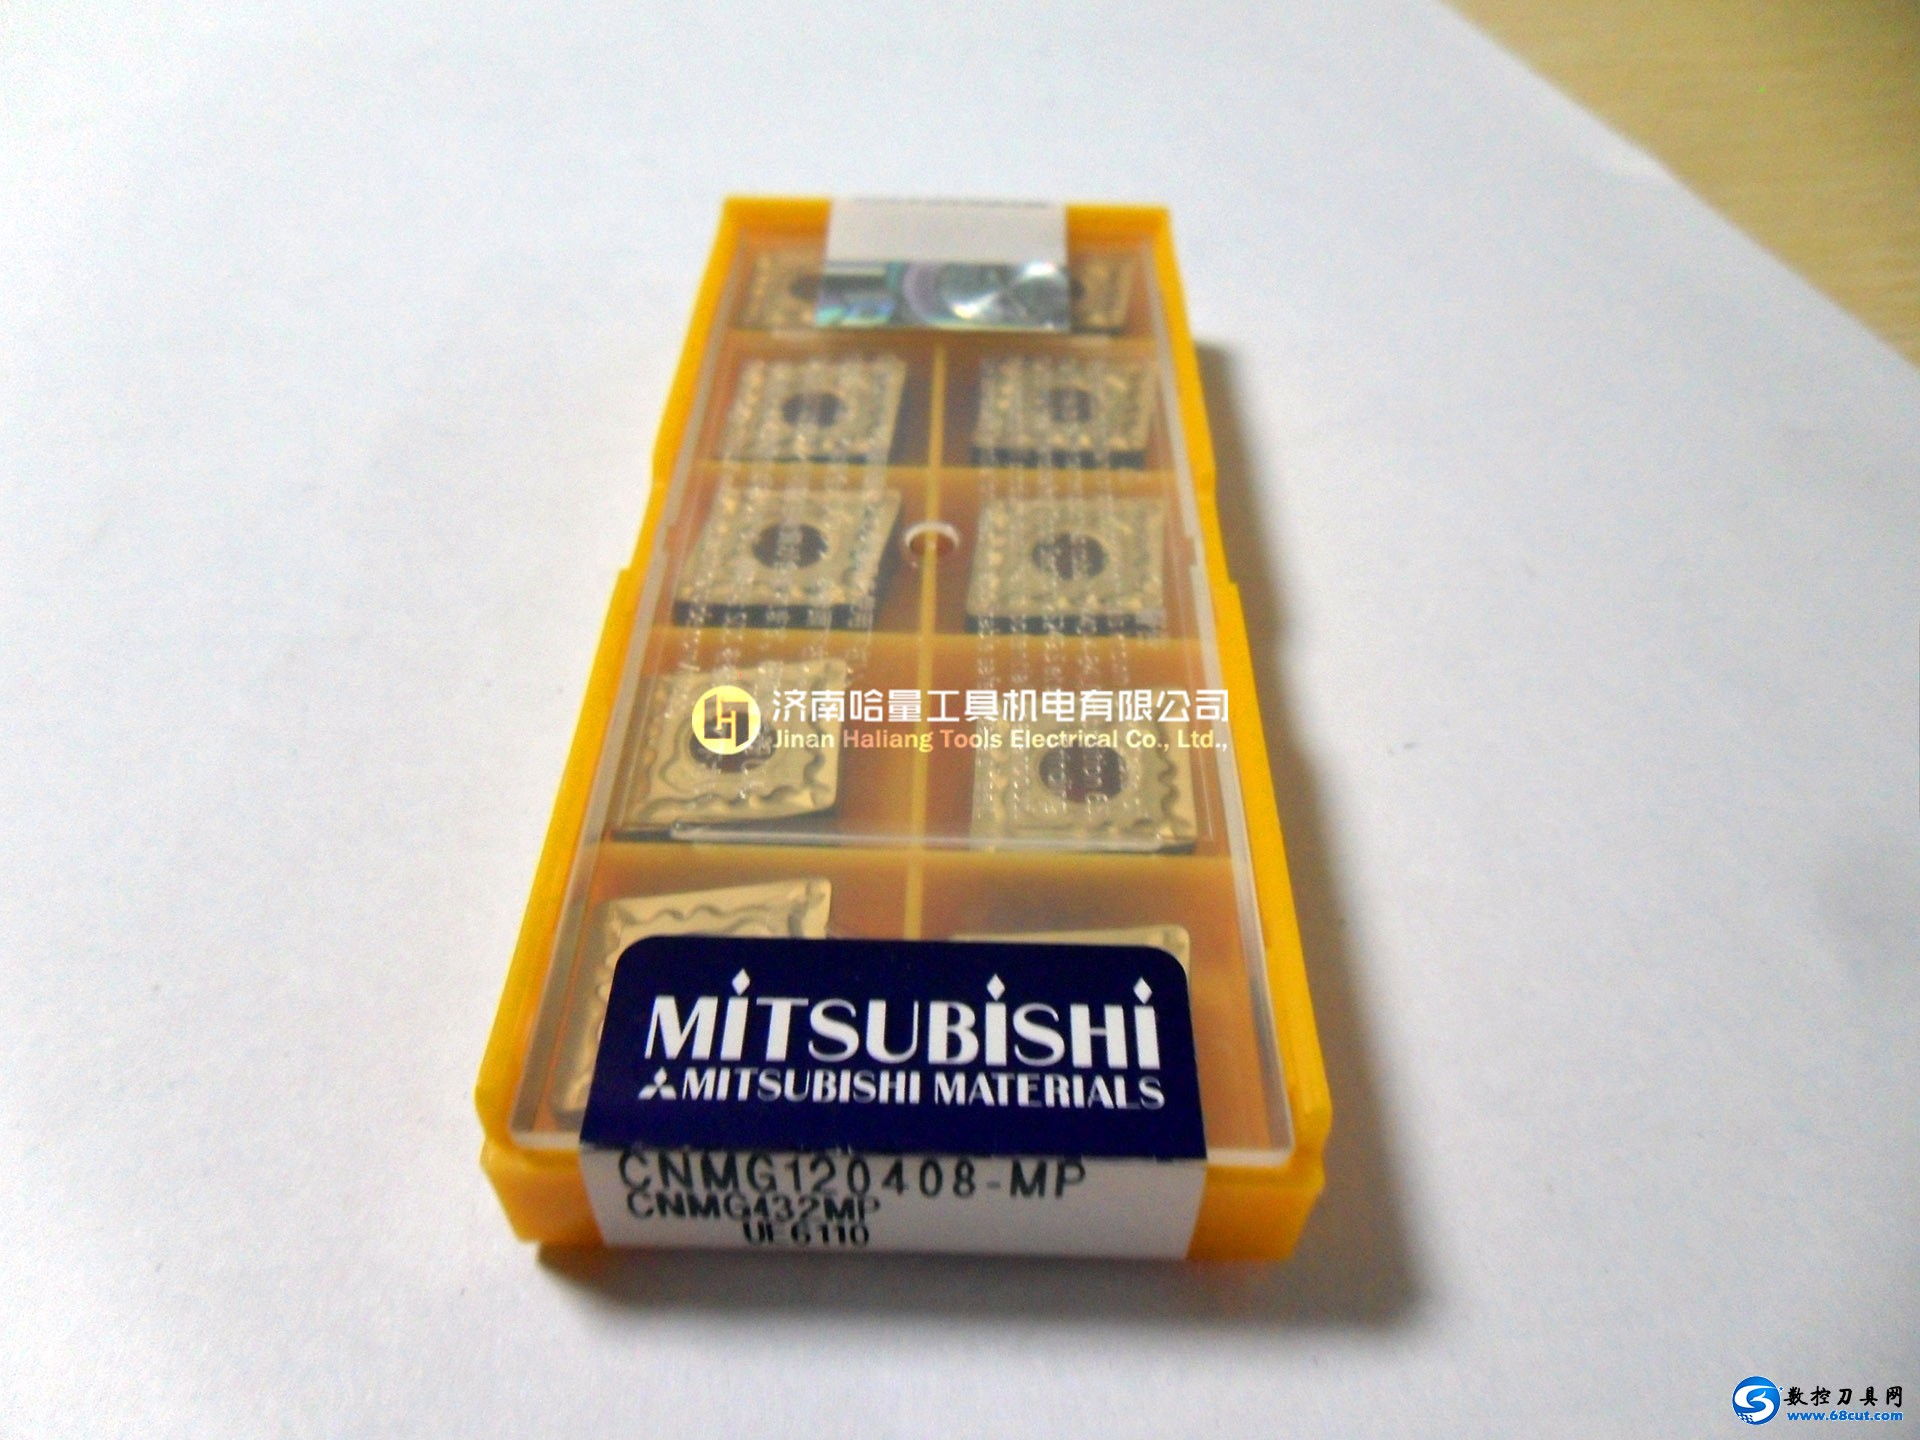 济南哈量工具机电有限公司
Jinan Haliang Tools Electrical Co., Ltd.,
MITSUBISHI
MITSUBISHI MATERIALS
CNMG120408-MP
CNMG432MP
UE6110
数控刀具网
www.68cut.com